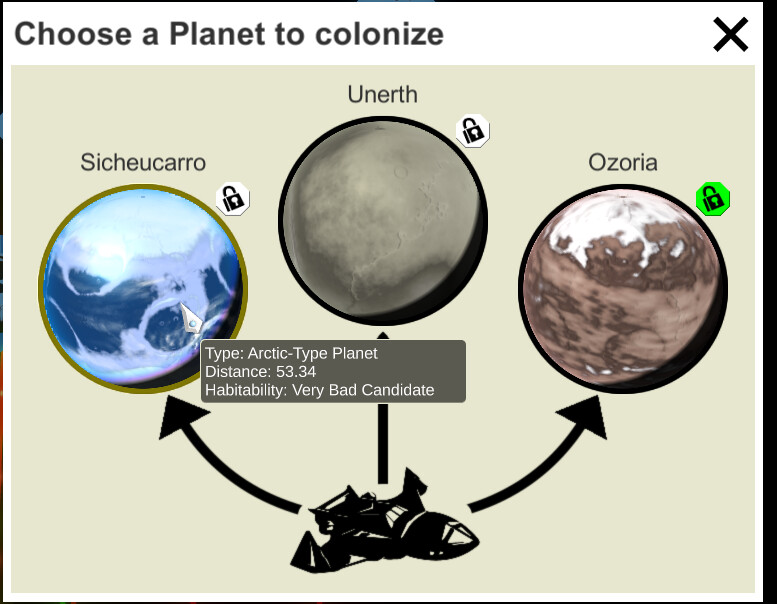 Choose a Planet to colonize
Unerth
Sicheucarro
Ozoria
Type: Arctic-Type Planet
Distance: 53.34
Habitability: Very Bad Candidate